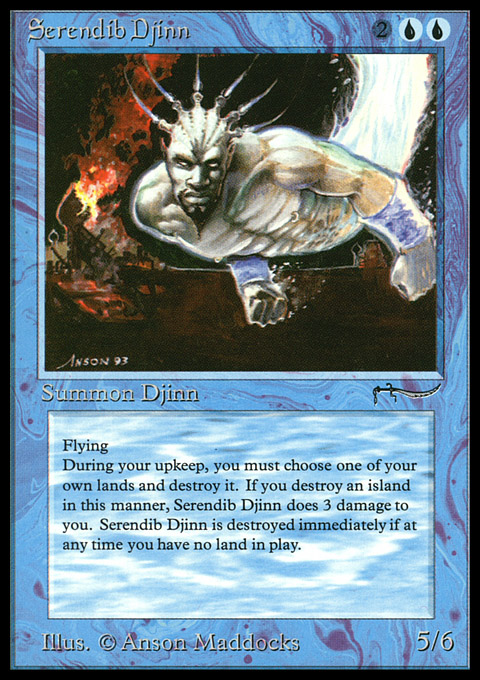 Serendib Djinn 2
ANSON 93
Summon Djinn
Flying
During your upkeep, you must choose one of your
own lands and destroy it. If you destroy an island
in this manner, Serendib Djinn does 3 damage to
you. Serendib Djinn is destroyed immediately if at
any time you have no land in play.
Illus. © Anson Maddocks 5/6